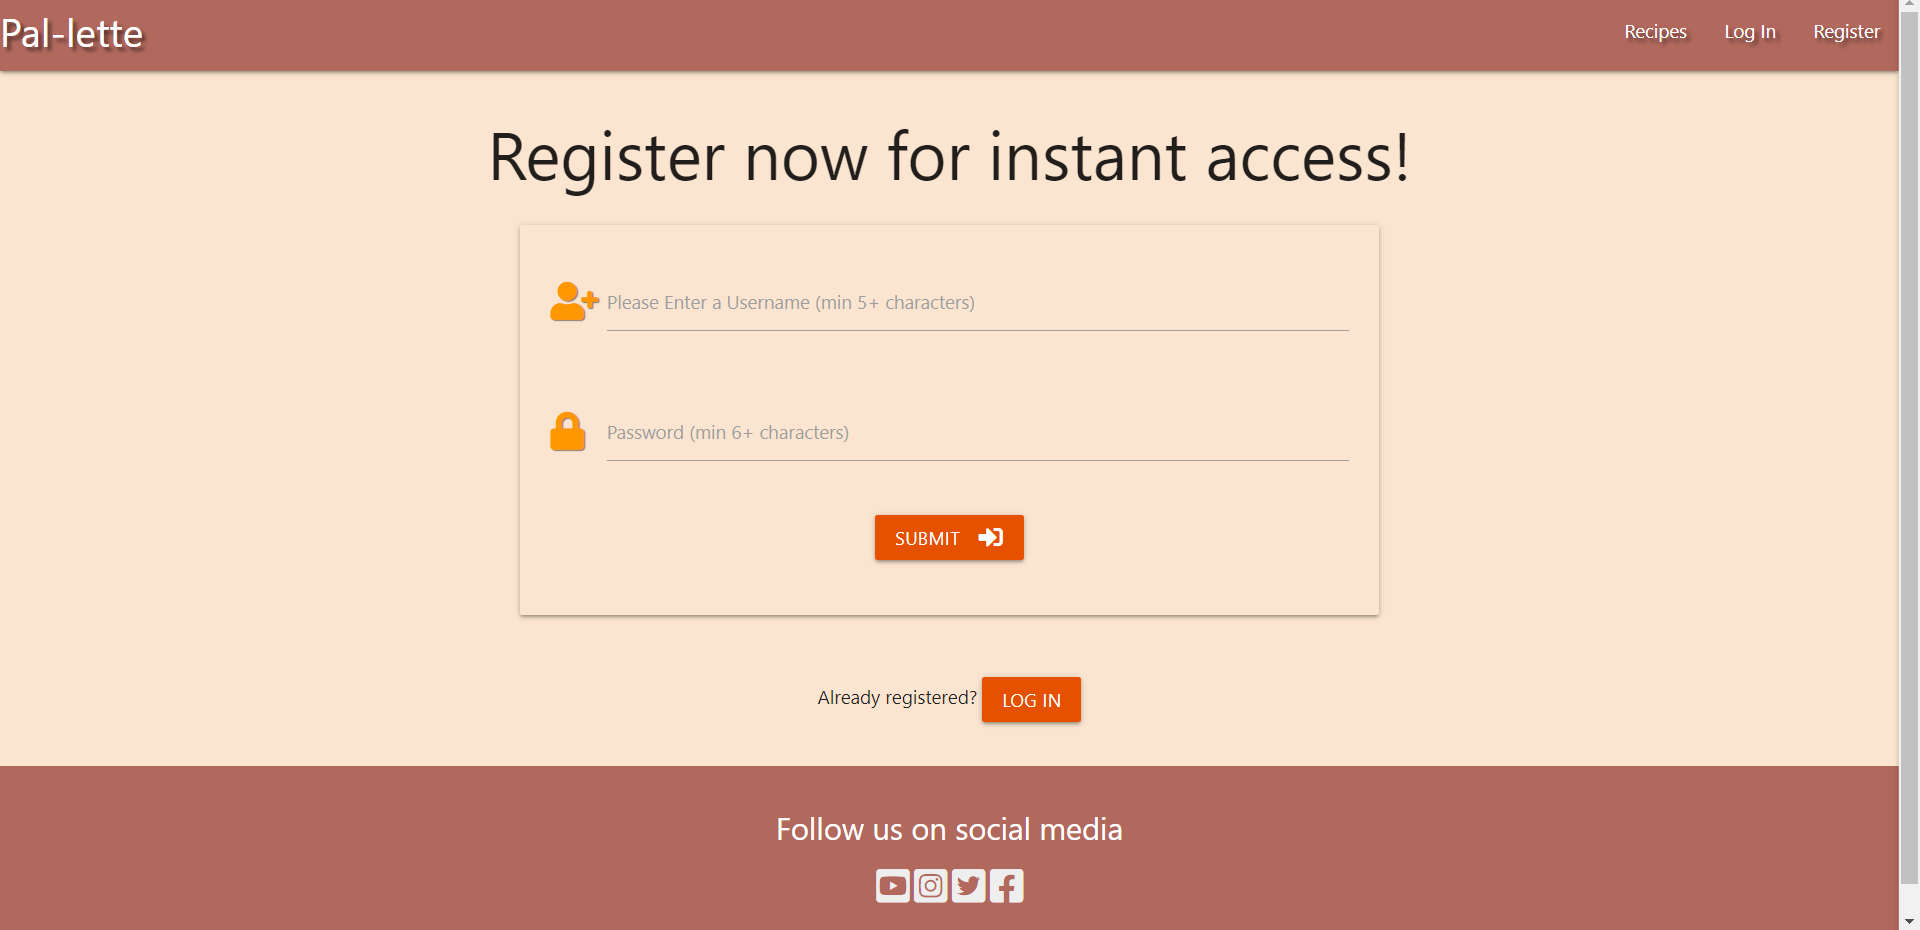 Pal-lette
Recipes Log In Register
Register now for instant access!
Please Enter a Username (min 5+ characters)
Password (min 6+ characters)
SUBMIT
Already registered? LOG IN
Follow us on social media